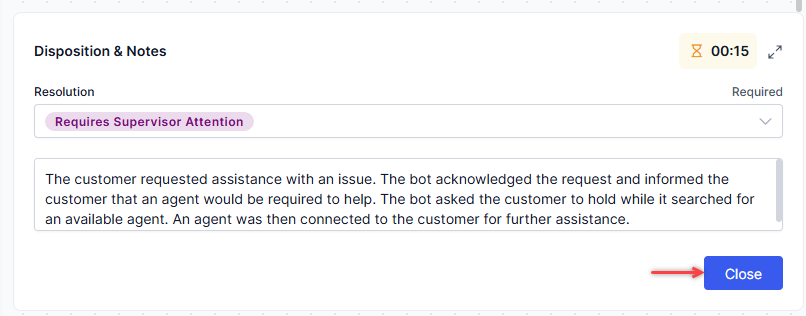 Disposition & Notes
00:15
Resolution
Required
Requires Supervisor Attention
The customer requested assistance with an issue. The bot acknowledged the request and informed the
customer that an agent would be required to help. The bot asked the customer to hold while it searched for
an available agent. An agent was then connected to the customer for further assistance.
Close